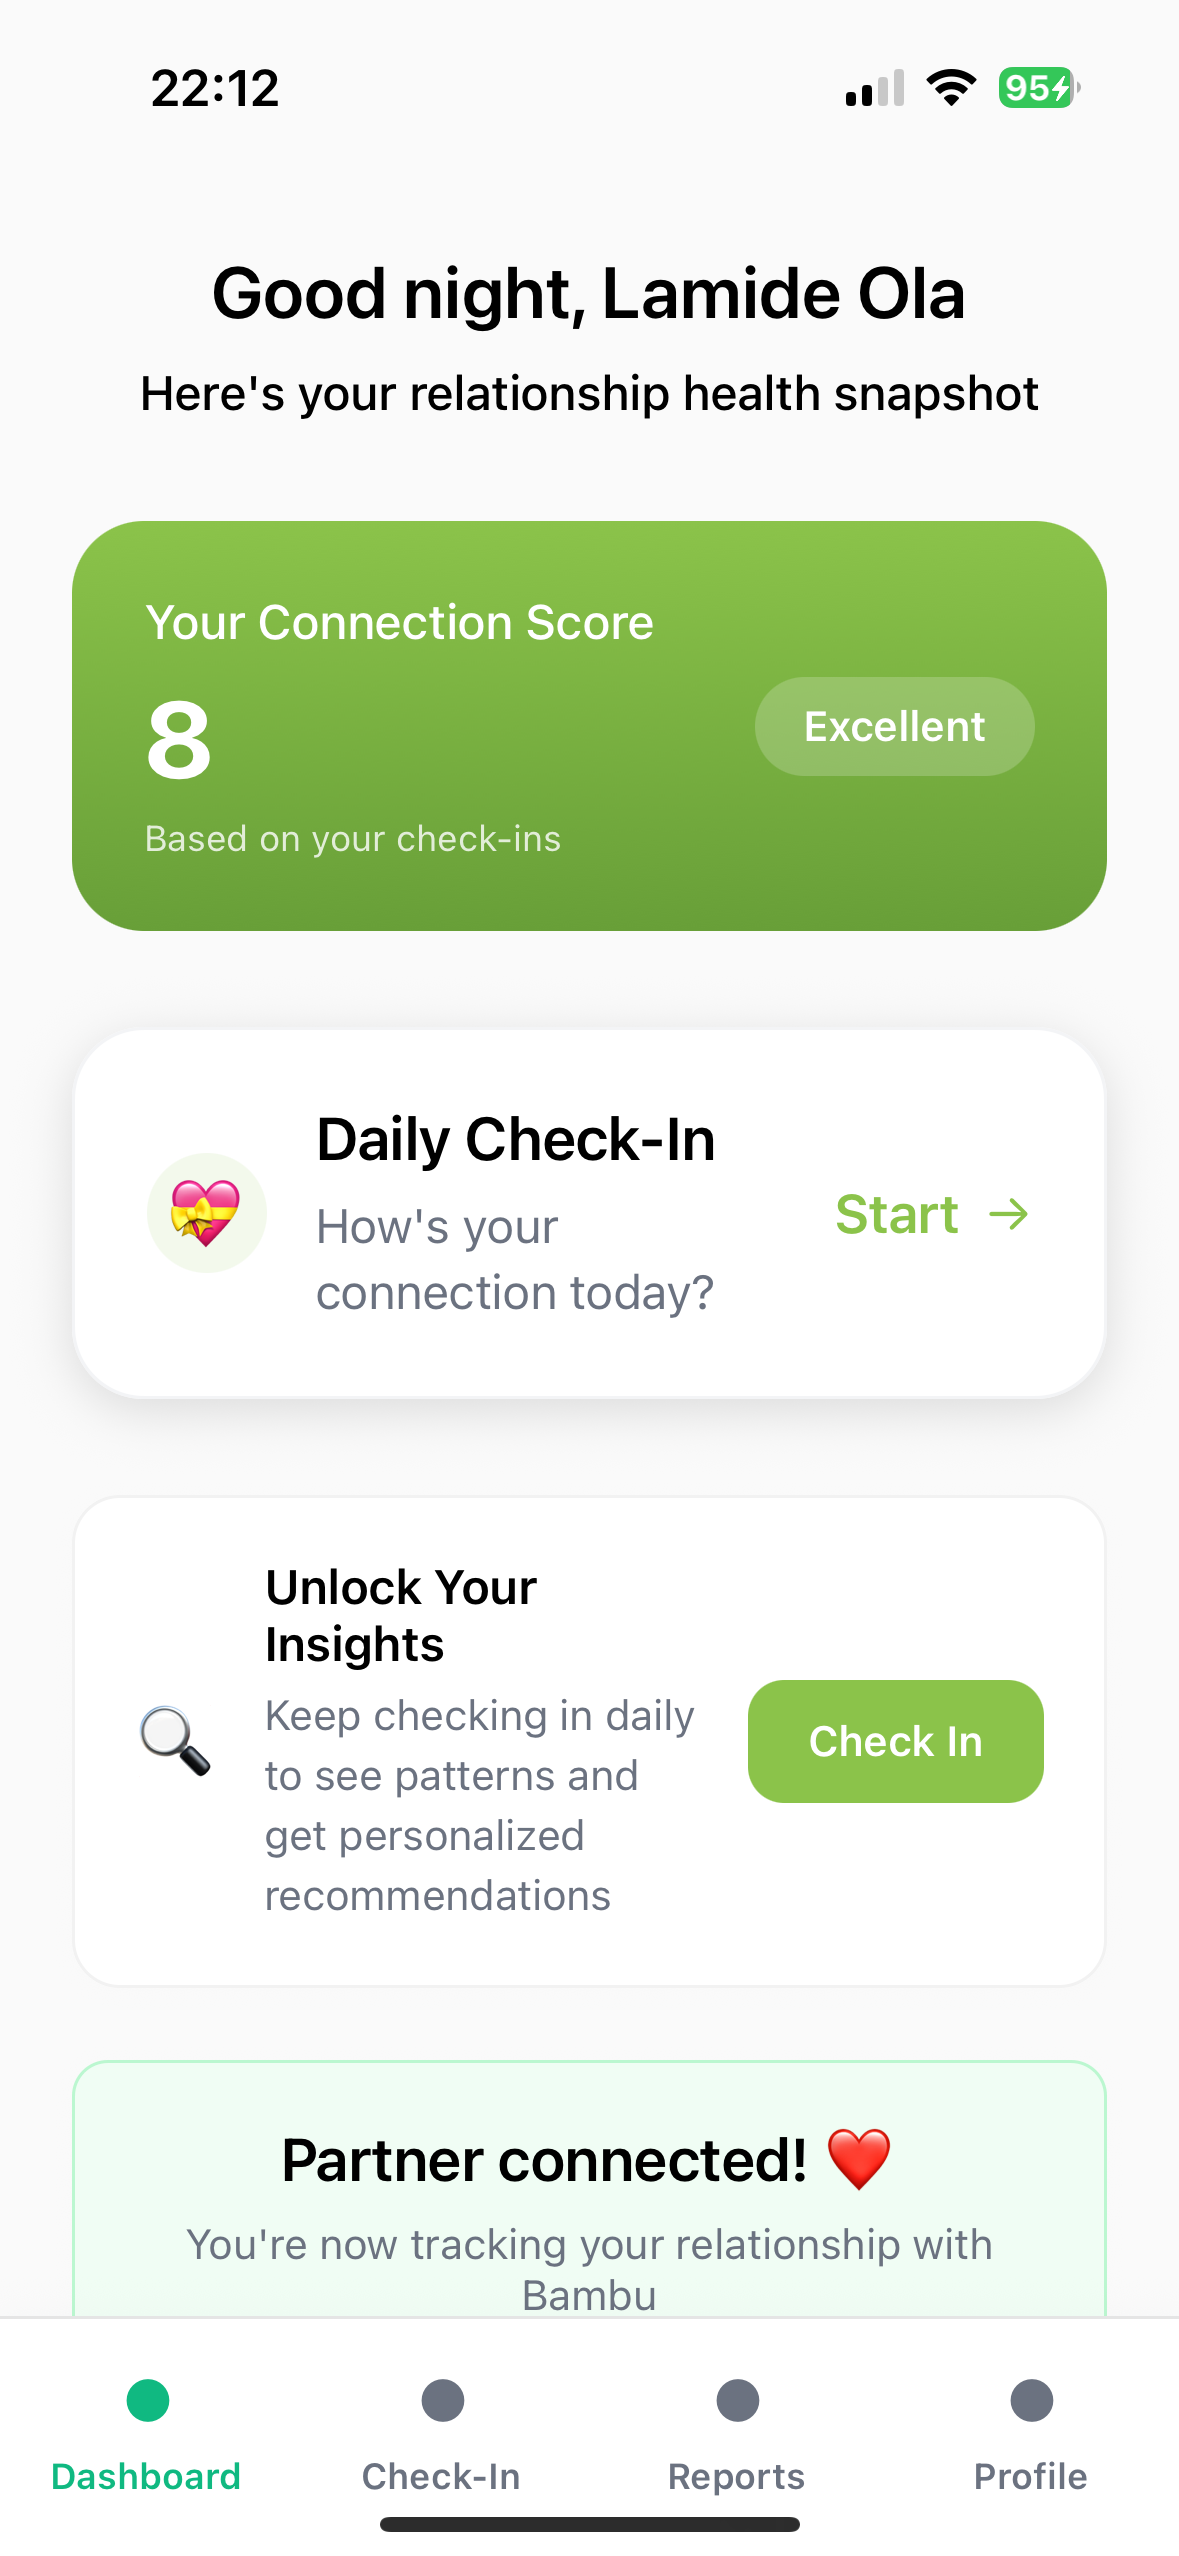 22:12
95
Good night, Lamide Ola
Here's your relationship health snapshot
Your Connection Score
8
Excellent
Based on your check-ins
Daily Check-In
How's your
connection today?
Start →
Unlock Your
Insights
Keep checking in daily
to see patterns and
get personalized
recommendations
Check In
Partner connected! ❤️
You're now tracking your relationship with
Bambu
Dashboard
Check-In
Reports
Profile